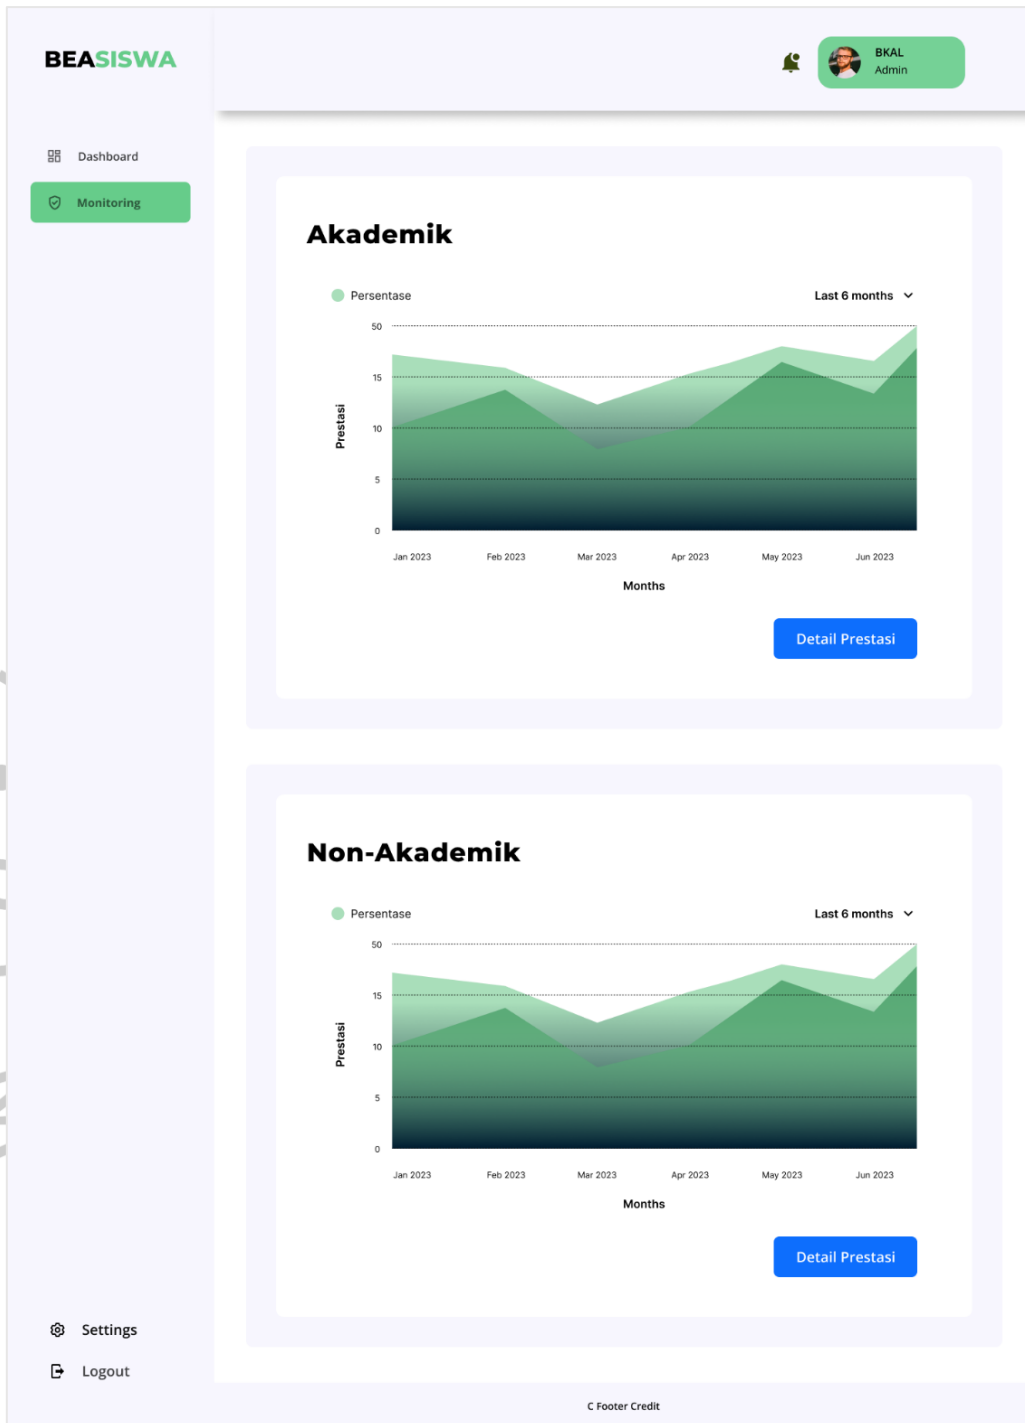 BEASISWA
BKAL
Admin
Dashboard
Monitoring
Akademik
Persentase
Last 6 months
50
15
10
5
0
Prestasi
Jan 2023 Feb 2023 Mar 2023 Apr 2023 May 2023 Jun 2023
Months
Detail Prestasi
Non-Akademik
Persentase
Last 6 months
50
15
10
5
0
Prestasi
Jan 2023 Feb 2023 Mar 2023 Apr 2023 May 2023 Jun 2023
Months
Detail Prestasi
Settings
Logout
C Footer Credit